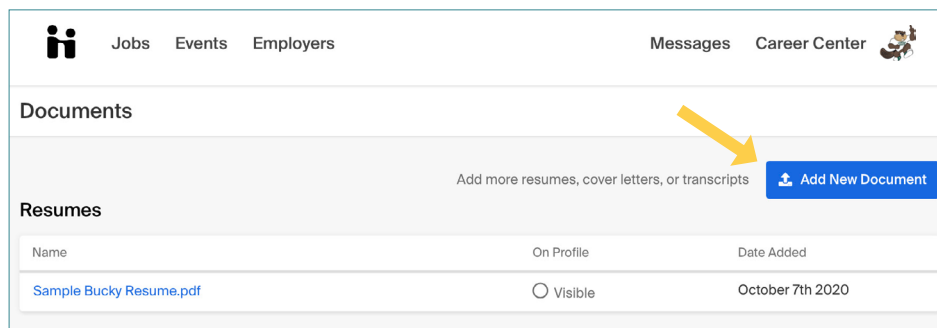 Jobs Events Employers Messages Career Center
Documents
Add more resumes, cover letters, or transcripts Add New Document
Resumes
Name On Profile Date Added
Sample Bucky Resume.pdf Visible October 7th 2020